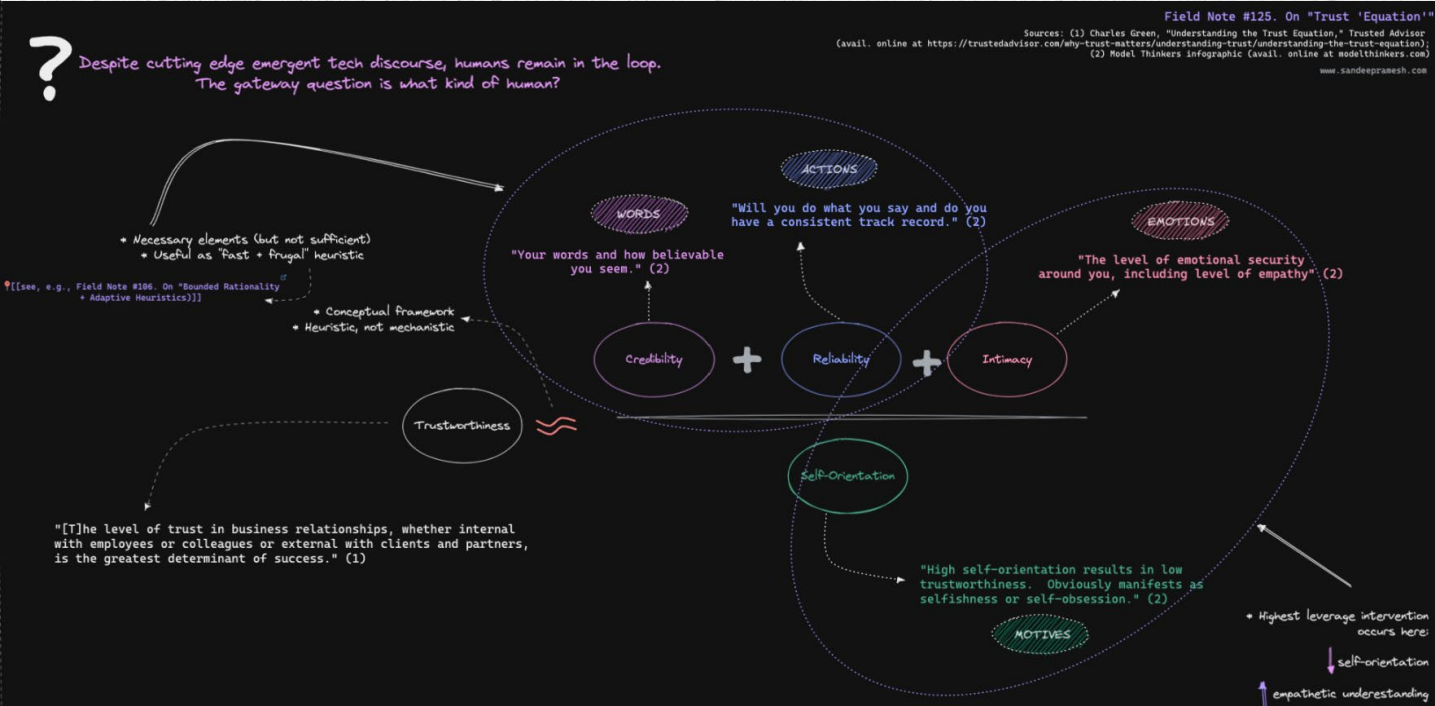 Field Note #125. On "Trust 'Equation'"
Sources: (1) Charles Green, "Understanding the Trust Equation," Trusted Advisor
(avail. online at https://trustedadvisor.com/why-trust-matters/understanding-trust/understanding-the-trust-equation);
(2) Model Thinkers infographic (avail. online at modelthinkers.com)
www.sandeepramesh.com
?
Despite cutting edge emergent tech discourse, humans remain in the loop.
The gateway question is what kind of human?
ACTIONS
"Will you do what you say and do you
have a consistent track record." (2)
WORDS
"Your words and how believable
you seem." (2)
EMOTIONS
"The level of emotional security
around you, including level of empathy" (2)
* Necessary elements (but not sufficient)
* Useful as "fast + frugal" heuristic
[[see, e.g., Field Note #106. On "Bounded Rationality
+ Adaptive Heuristics)]]
* Conceptual framework
* Heuristic, not mechanistic
Credibility
+
Reliability
+
Intimacy
Trustworthiness
≈
Self-Orientation
"[T]he level of trust in business relationships, whether internal
with employees or colleagues or external with clients and partners,
is the greatest determinant of success." (1)
"High self-orientation results in low
trustworthiness. Obviously manifests as
selfishness or self-obsession." (2)
MOTIVES
* Highest leverage intervention
occurs here:
↓ self-orientation
↑ empathetic underestanding